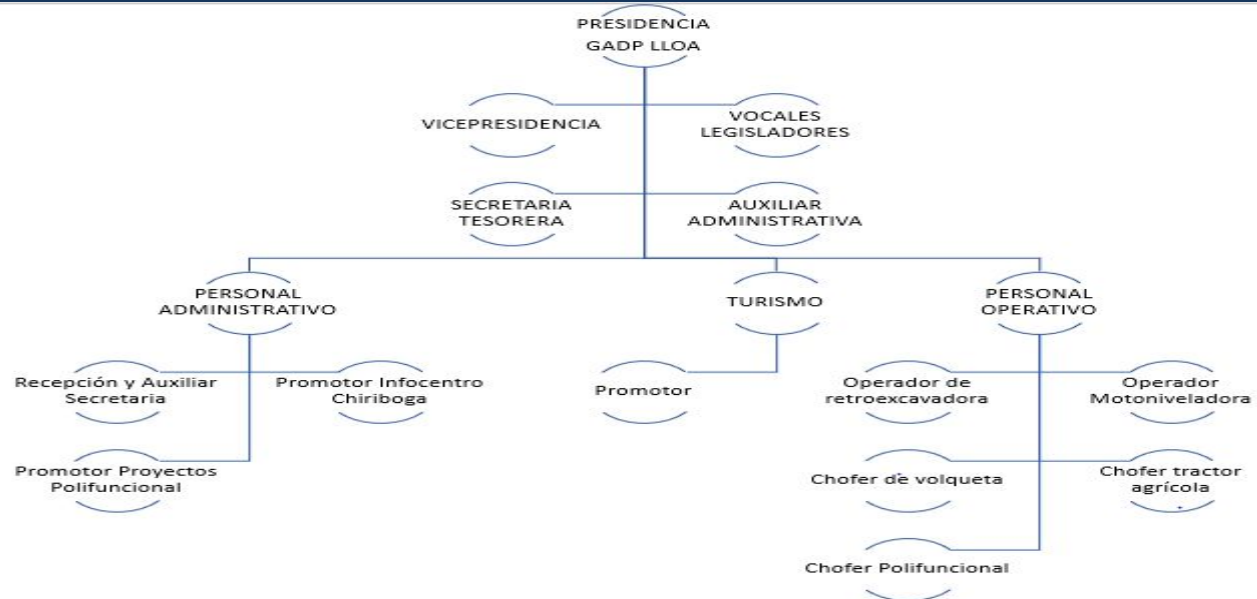 PRESIDENCIA
GADP LLOA
VICEPRESIDENCIA
VOCALES
LEGISLADORES
SECRETARIA
TESORERA
AUXILIAR
ADMINISTRATIVA
PERSONAL
ADMINISTRATIVO
TURISMO
PERSONAL
OPERATIVO
Recepción y Auxiliar
Secretaria
Promotor Infocentro
Chiriboga
Promotor
Operador de
retroexcavadora
Operador
Motoniveladora
Promotor Proyectos
Polifuncional
Chofer de volqueta
Chofer tractor
agrícola
Chofer Polifuncional